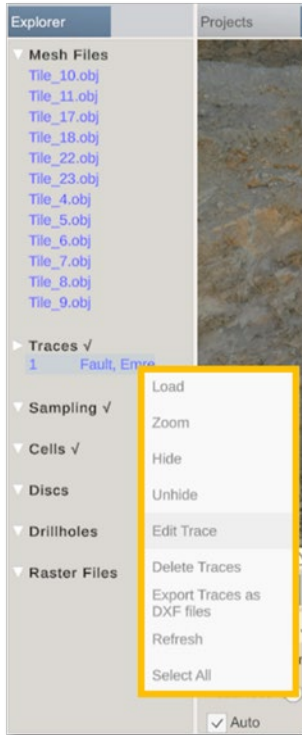 Explorer
Projects
Mesh Files
Tile_10.obj
Tile_11.obj
Tile_17.obj
Tile_18.obj
Tile_22.obj
Tile_23.obj
Tile_4.obj
Tile_5.obj
Tile_6.obj
Tile_7.obj
Tile_8.obj
Tile_9.obj
Traces √
1 Fault, Emre
Sampling √
Cells √
Discs
Drillholes
Raster Files
Load
Zoom
Hide
Unhide
Edit Trace
Delete Traces
Export Traces as
DXF files
Refresh
Select All
Auto